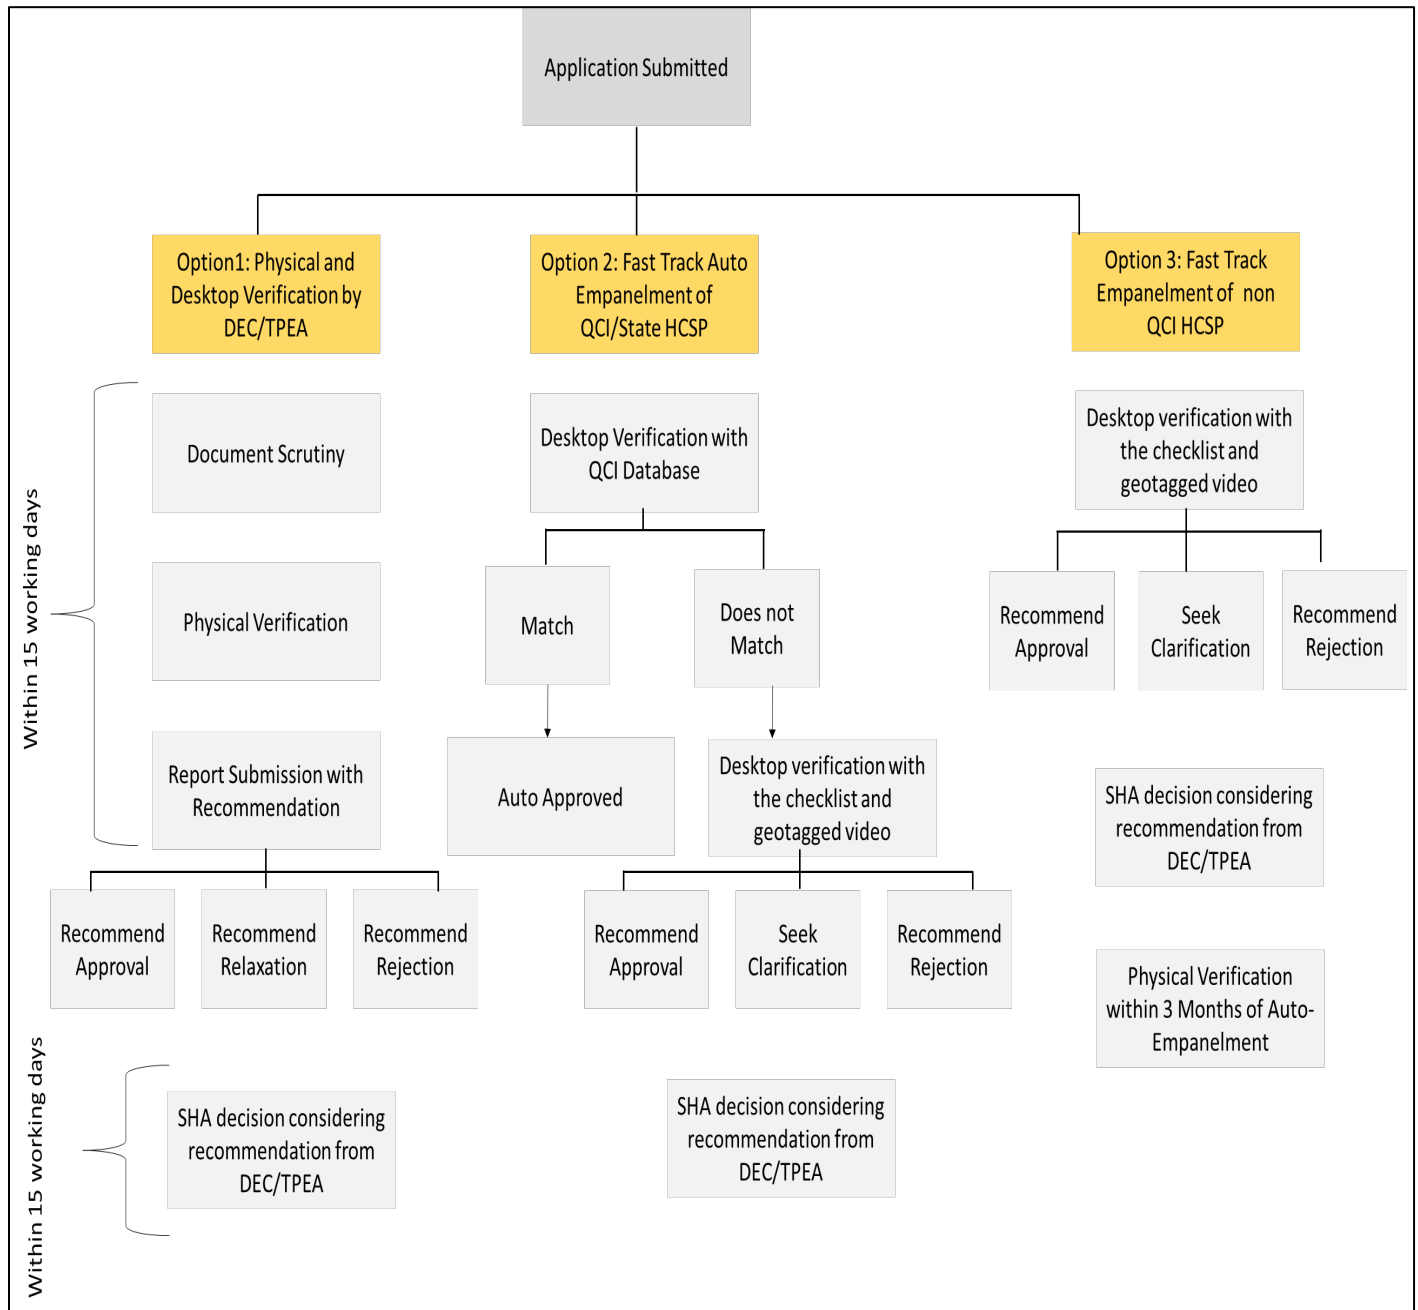 Application Submitted
Option1: Physical and
Desktop Verification by
DEC/TPEA
Option 2: Fast Track Auto
Empanelment of
QCI/State HCSP
Option 3: Fast Track
Empanelment of non
QCI HCSP
Within 15 working days
Document Scrutiny
Physical Verification
Report Submission with
Recommendation
Recommend
Approval
Recommend
Relaxation
Recommend
Rejection
Within 15 working days
SHA decision considering
recommendation from
DEC/TPEA
Desktop Verification with
QCI Database
Match
Does not
Match
Auto Approved
Desktop verification with
the checklist and
geotagged video
Recommend
Approval
Seek
Clarification
Recommend
Rejection
SHA decision considering
recommendation from
DEC/TPEA
Desktop verification with
the checklist and
geotagged video
Recommend
Approval
Seek
Clarification
Recommend
Rejection
SHA decision considering
recommendation from
DEC/TPEA
Physical Verification
within 3 Months of Auto-
Empanelment